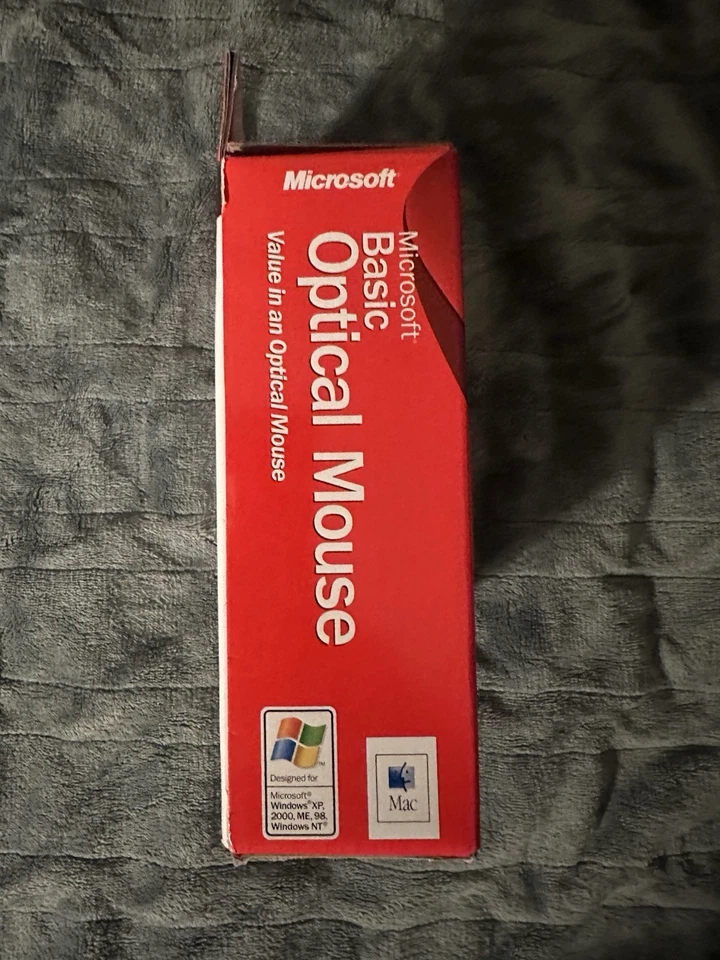 Microsoft®
Microsoft®
Basic
Optical Mouse
Value in an Optical Mouse
™
Designed for
Microsoft®
Windows®XP,
2000, ME, 98,
Windows NT®
Mac